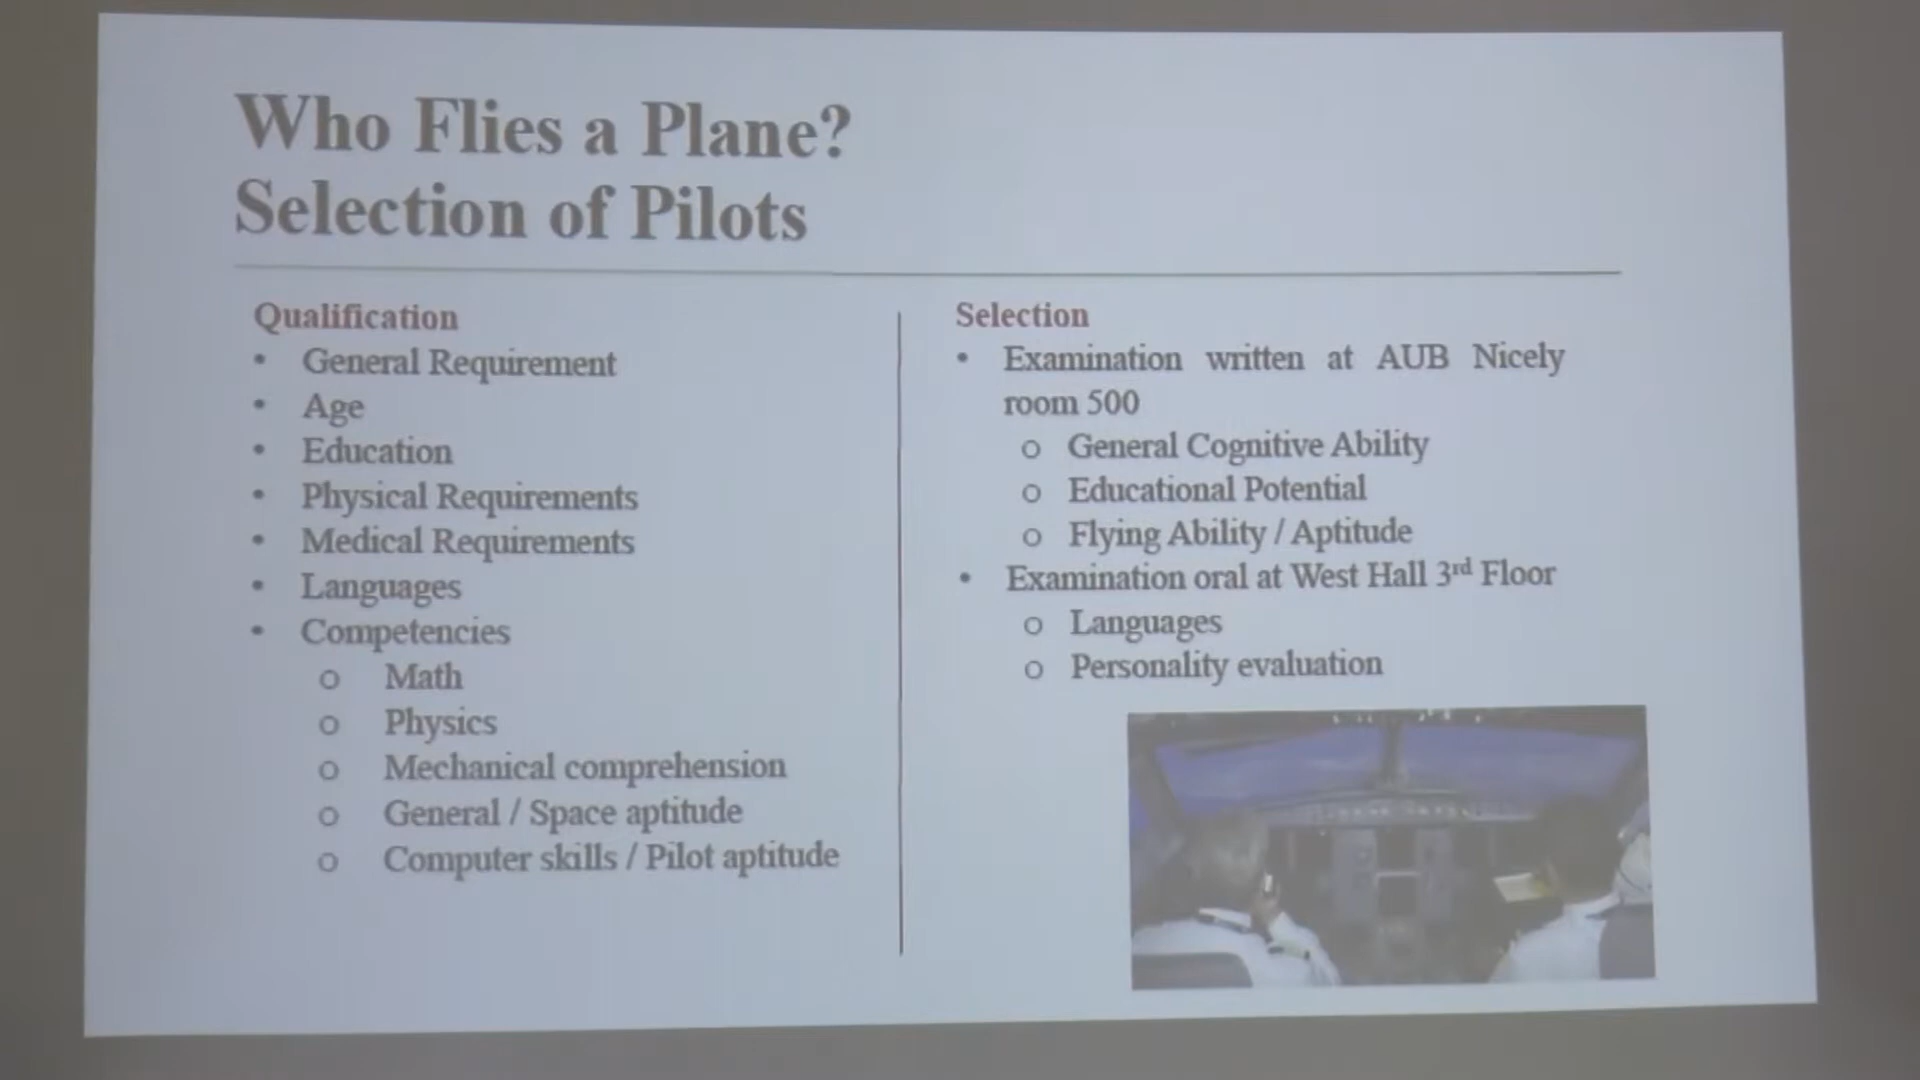 Who Flies a Plane?
Selection of Pilots
Qualification
• General Requirement
• Age
• Education
• Physical Requirements
• Medical Requirements
• Languages
• Competencies
o Math
o Physics
o Mechanical comprehension
o General / Space aptitude
o Computer skills / Pilot aptitude
Selection
• Examination written at AUB Nicely
room 500
o General Cognitive Ability
o Educational Potential
o Flying Ability / Aptitude
• Examination oral at West Hall 3rd Floor
o Languages
o Personality evaluation